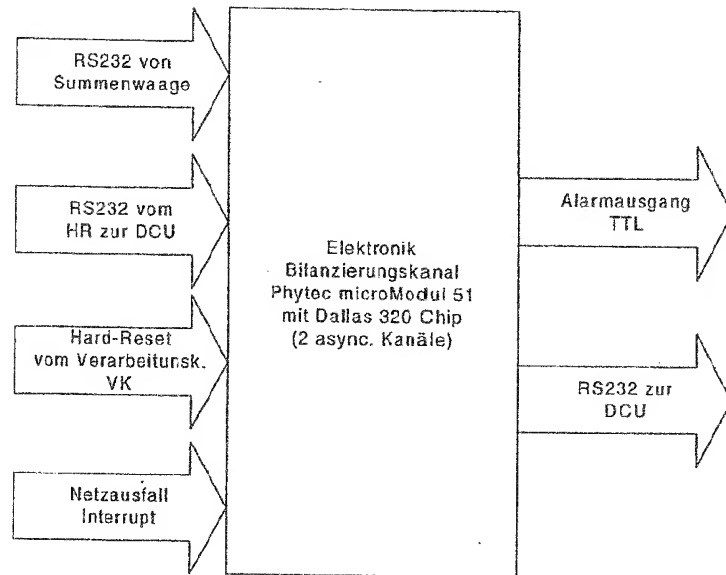 RS232 von
Summenwaage
RS232 vom
HR zur DCU
Hard-Reset
vom Verarbeitunsk.
VK
Netzausfall
Interrupt
Elektronik
Bilanzierungskanal
Phytec microModul 51
mit Dallas 320 Chip
(2 async. Kanäle)
Alarmausgang
TTL
RS232 zur
DCU